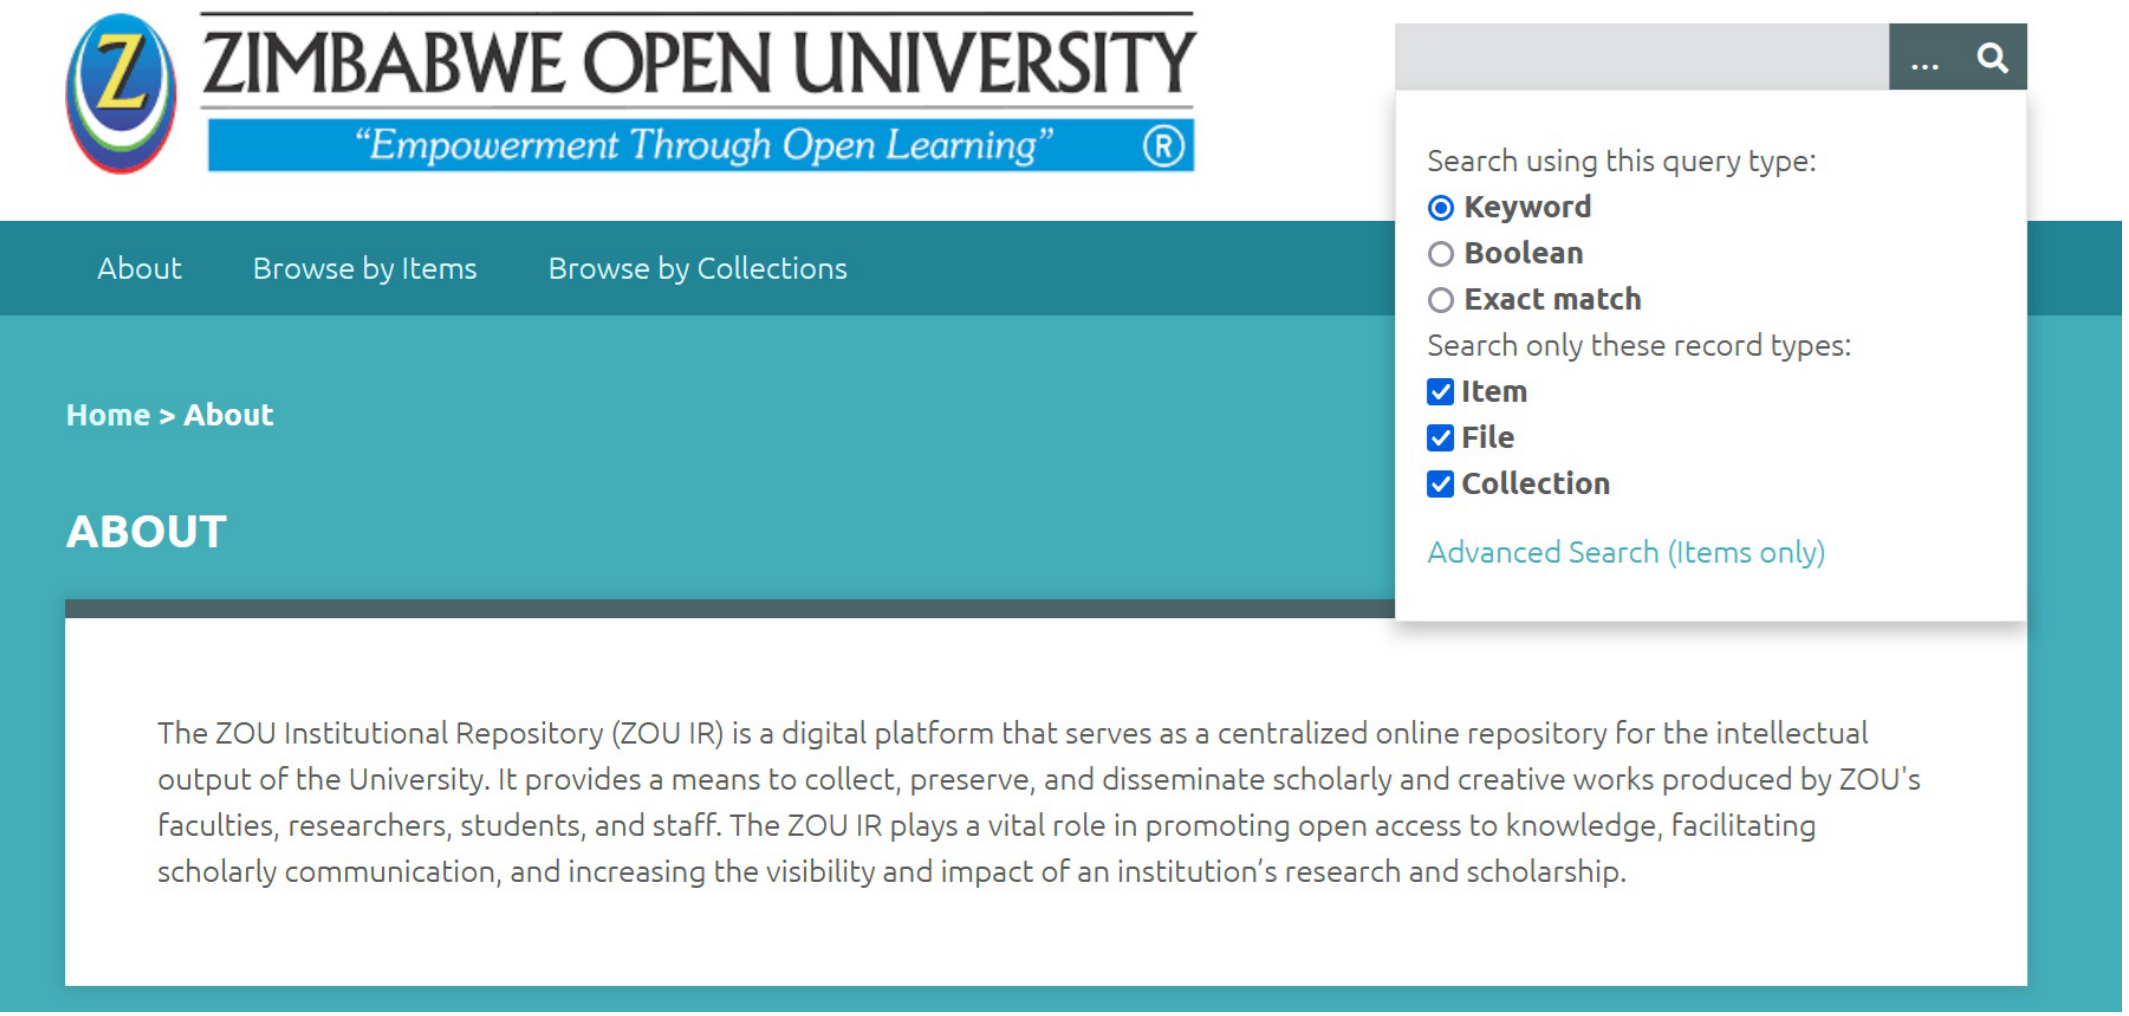 Z
ZIMBABWE OPEN UNIVERSITY
“Empowerment Through Open Learning” ®
...
Search using this query type:
Keyword
Boolean
Exact match
Search only these record types:
Item
File
Collection
Advanced Search (Items only)
About Browse by Items Browse by Collections
Home > About
ABOUT
The ZOU Institutional Repository (ZOU IR) is a digital platform that serves as a centralized online repository for the intellectual
output of the University. It provides a means to collect, preserve, and disseminate scholarly and creative works produced by ZOU's
faculties, researchers, students, and staff. The ZOU IR plays a vital role in promoting open access to knowledge, facilitating
scholarly communication, and increasing the visibility and impact of an institution’s research and scholarship.